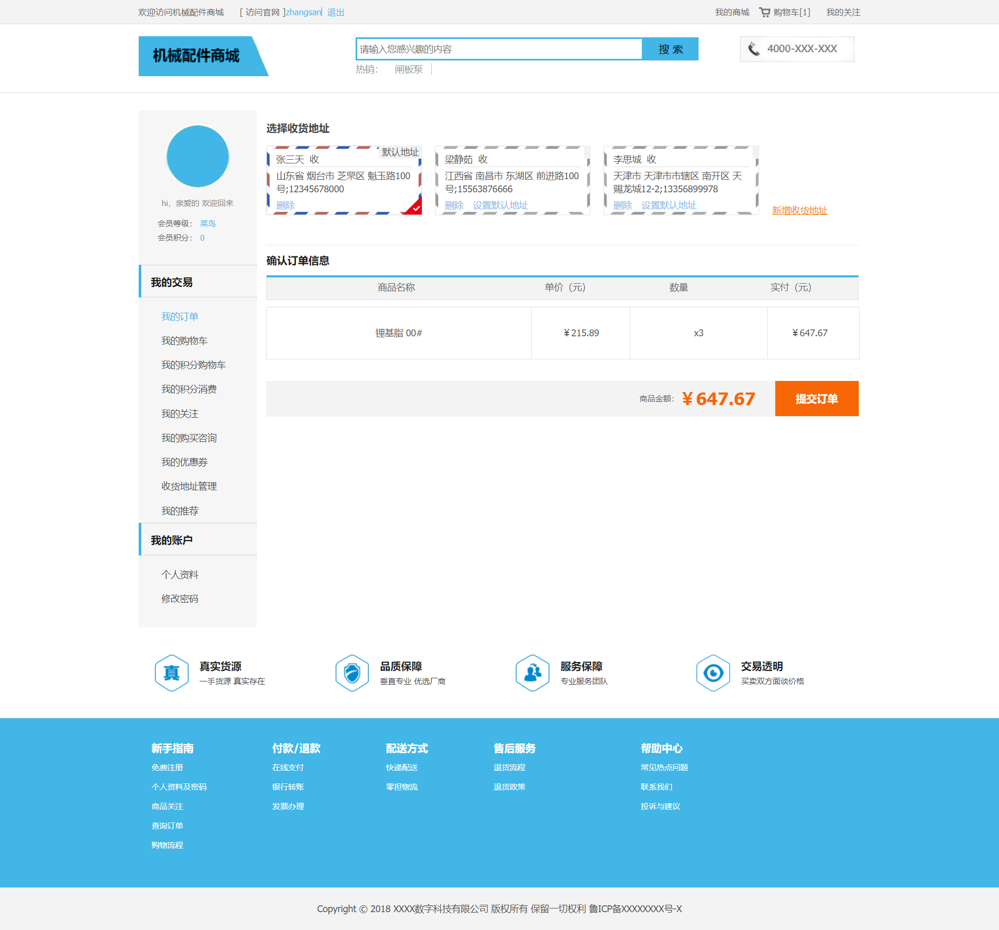 欢迎访问机械配件商城 [ 访问官网 ]zhangsan| 退出 我的商城 购物车[1] 我的关注
机械配件商城
请输入您感兴趣的内容 搜 索
4000-XXX-XXX
热销： 闸板泵
hi，亲爱的 欢迎回来
会员等级： 菜鸟
会员积分： 0
我的交易
我的订单
我的购物车
我的积分购物车
我的积分消费
我的关注
我的购买咨询
我的优惠券
收货地址管理
我的推荐
我的账户
个人资料
修改密码
选择收货地址
默认地址
张三天 收
山东省 烟台市 芝罘区 魁玉路100
号;12345678000
删除
梁静茹 收
江西省 南昌市 东湖区 前进路100
号;15563876666
删除 设置默认地址
李思城 收
天津市 天津市市辖区 南开区 天
赐龙城12-2;13356899978
删除 设置默认地址
新增收货地址
确认订单信息
商品名称 单价（元） 数量 实付（元）
锂基脂 00# ￥215.89 x3 ￥647.67
商品金额： ￥647.67 提交订单
真实货源
一手货源 真实存在
品质保障
垂直专业 优选厂商
服务保障
专业服务团队
交易透明
买卖双方面谈价格
真
新手指南
免费注册
个人资料及密码
商品关注
查询订单
购物流程
付款/退款
在线支付
银行转账
发票办理
配送方式
快递配送
零担物流
售后服务
退货流程
退货政策
帮助中心
常见热点问题
联系我们
投诉与建议
Copyright © 2018 XXXX数字科技有限公司 版权所有 保留一切权利 鲁ICP备XXXXXXXX号-X